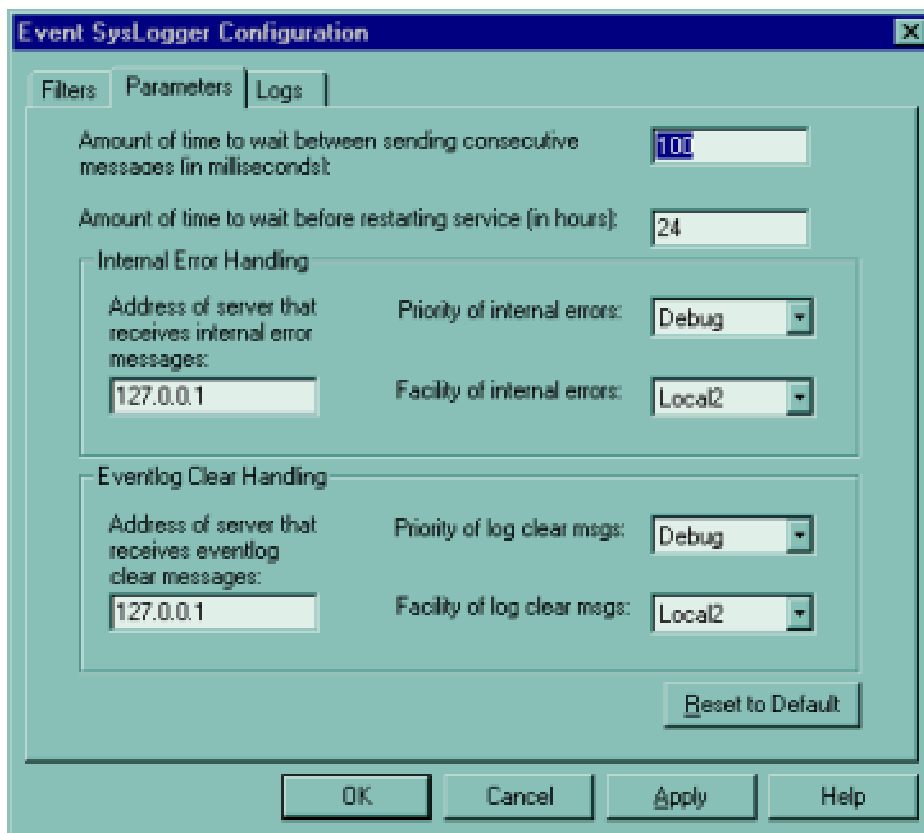 Event SysLogger Configuration
Filters Parameters Logs
Amount of time to wait between sending consecutive
messages (in milliseconds):
100
Amount of time to wait before restarting service (in hours):
24
Internal Error Handling
Address of server that
receives internal error
messages:
127.0.0.1
Priority of internal errors:
Debug
Facility of internal errors:
Local2
Eventlog Clear Handling
Address of server that
receives eventlog
clear messages:
127.0.0.1
Priority of log clear msgs:
Debug
Facility of log clear msgs:
Local2
Reset to Default
OK Cancel Apply Help